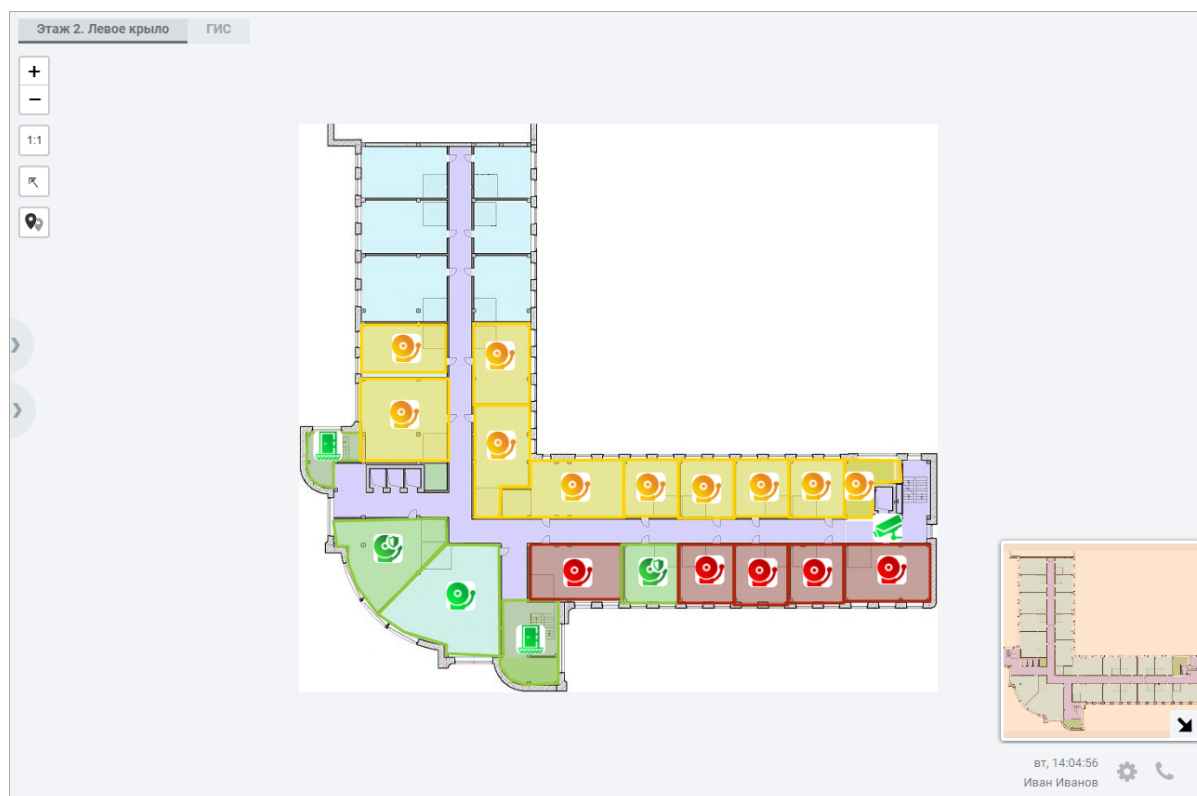 Этаж 2. Левое крыло ГИС
+
−
1:1
вт, 14:04:56
Иван Иванов